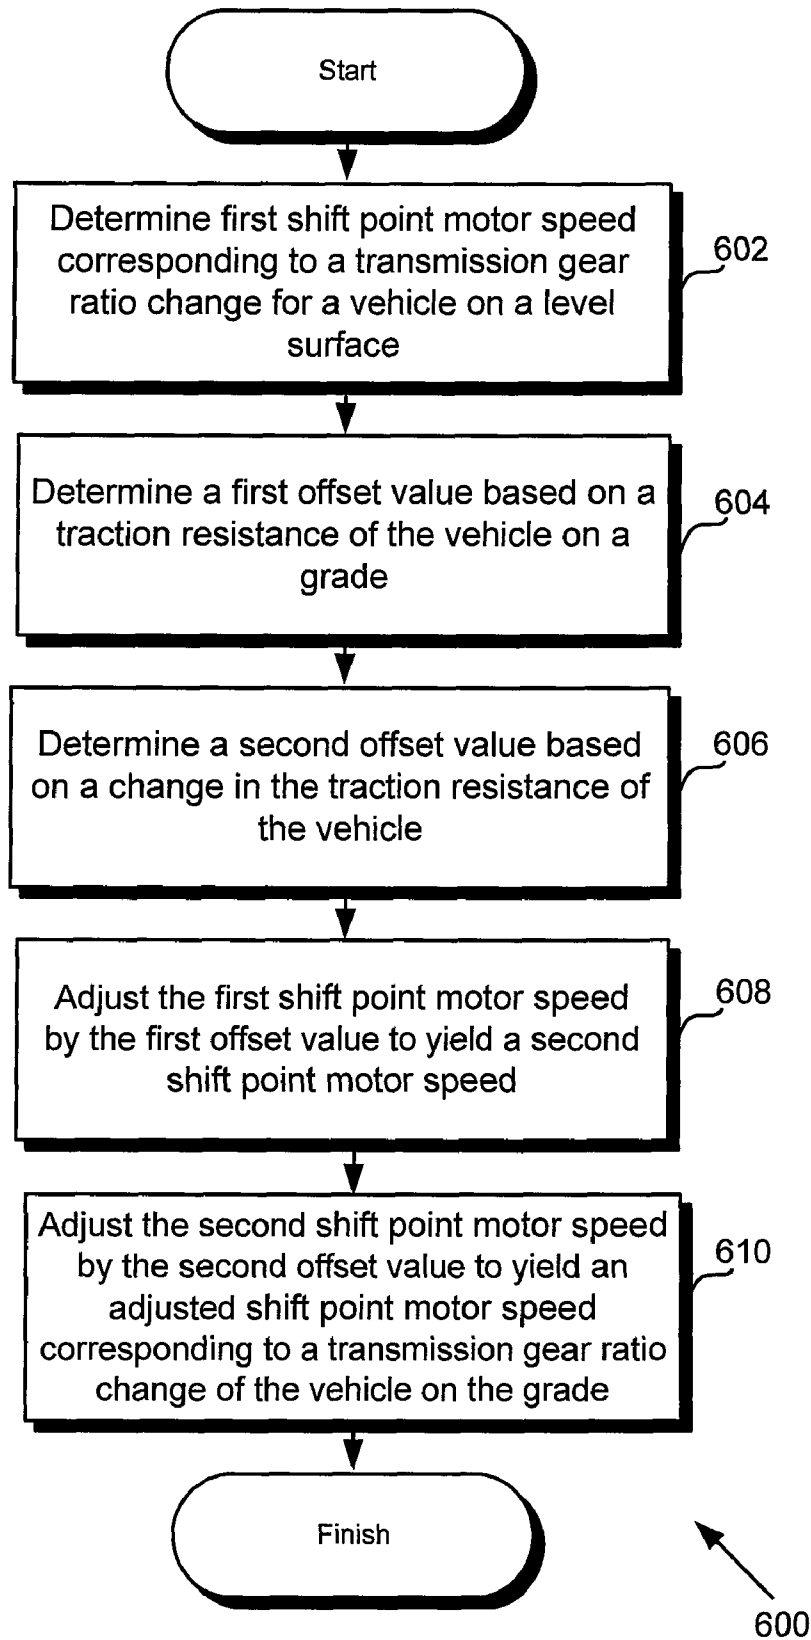 Start
Determine first shift point motor speed
corresponding to a transmission gear
ratio change for a vehicle on a level
surface
602
Determine a first offset value based on a
traction resistance of the vehicle on a
grade
604
Determine a second offset value based
on a change in the traction resistance of
the vehicle
606
Adjust the first shift point motor speed
by the first offset value to yield a second
shift point motor speed
608
Adjust the second shift point motor speed
by the second offset value to yield an
adjusted shift point motor speed
corresponding to a transmission gear ratio
change of the vehicle on the grade
610
Finish
600